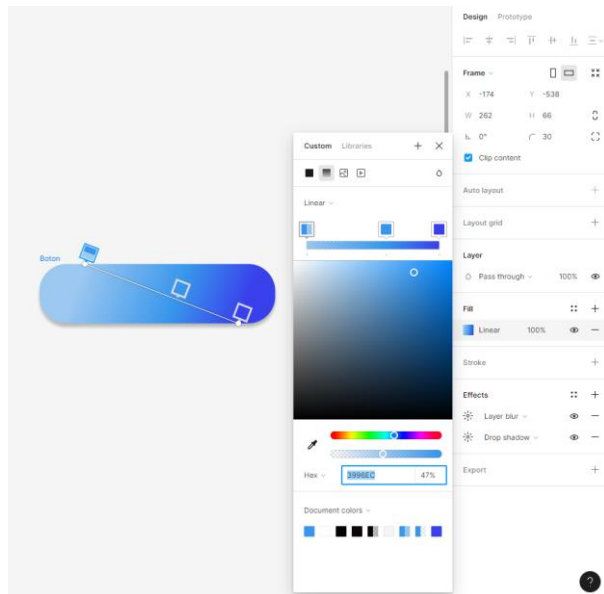 Design Prototype
Frame
X -174 Y -538
W 262 H 66
0° 30
Clip content
Auto layout
Layout grid
Layer
Pass through 100%
Fill
Linear 100%
Stroke
Effects
Layer blur
Drop shadow
Export
Custom Libraries
Linear
Hex 3996EC 47%
Document colors
Boton
?